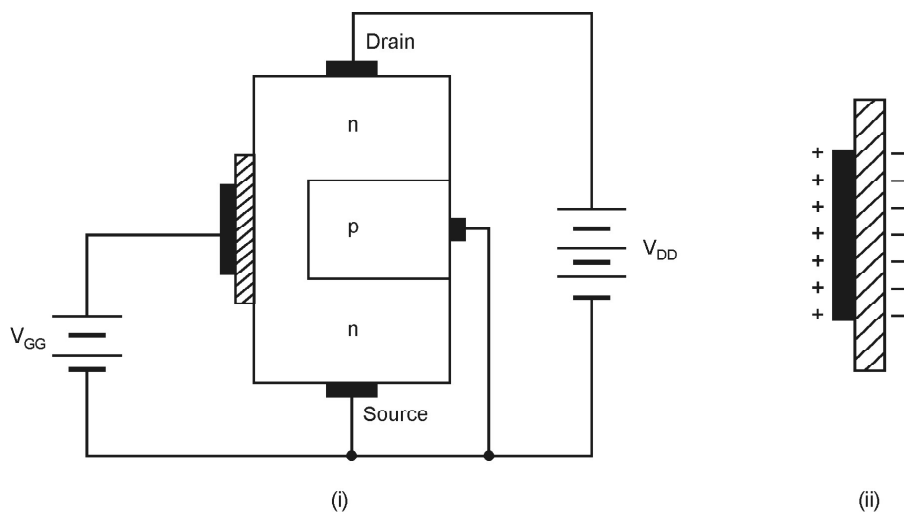 Drain
n
p
V_DD
V_GG
n
Source
+ –
+ –
+ –
+ –
+ –
+ –
+ –
(i)
(ii)